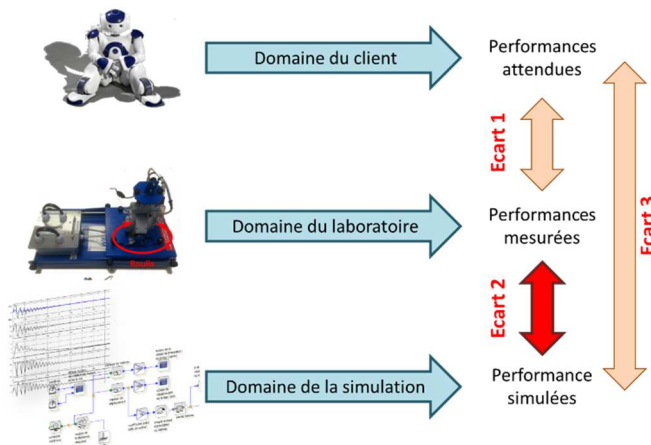 Domaine du client
Performances
attendues
Ecart 1
Domaine du laboratoire
Performances
mesurées
Ecart 3
Ecart 2
Domaine de la simulation
Performance
simulées